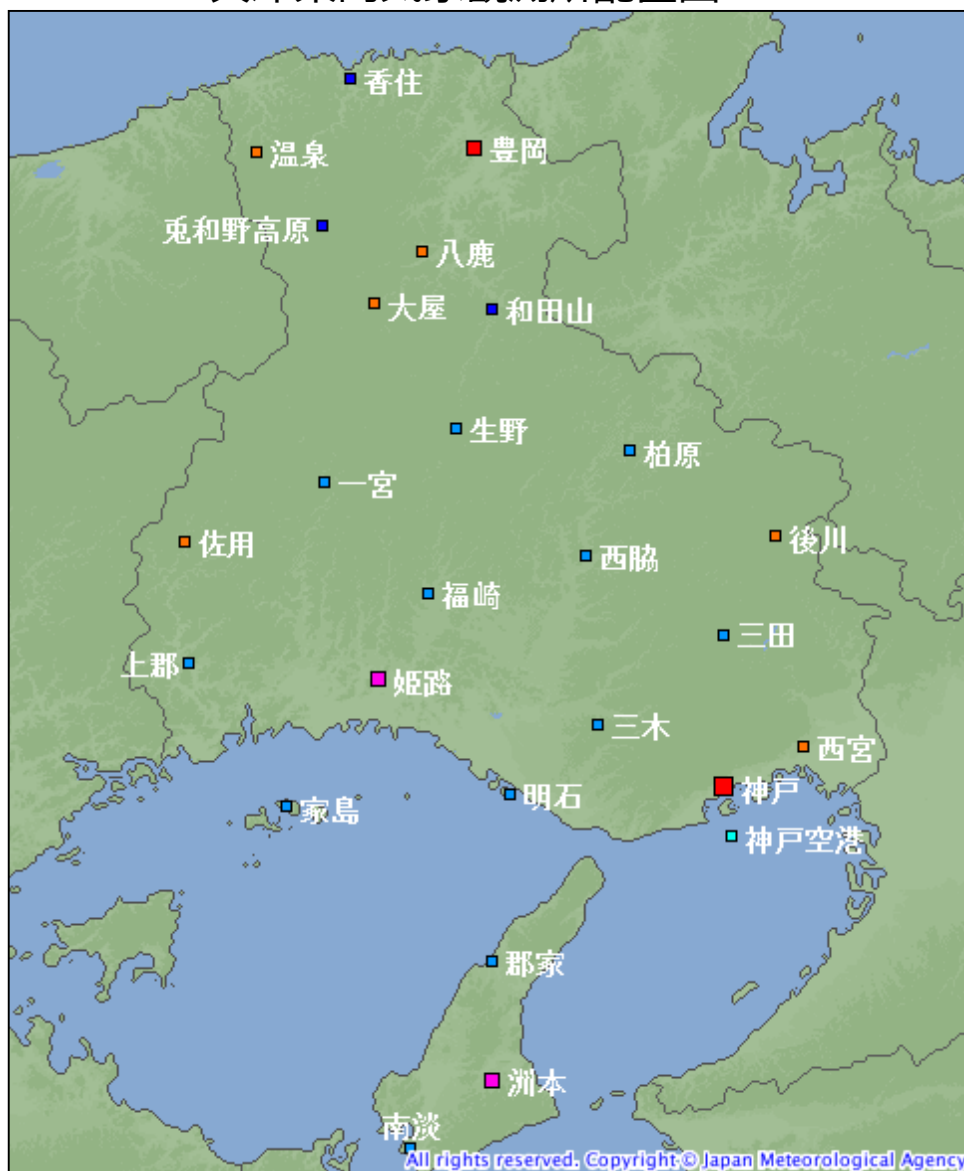 香住
温泉
豊岡
兎和野高原
八鹿
大屋
和田山
生野
柏原
一宮
佐用
後川
西脇
福崎
三田
上郡
姫路
三木
西宮
神戸
明石
家島
神戸空港
郡家
洲本
南淡
All rights reserved. Copyright © Japan Meteorological Agency